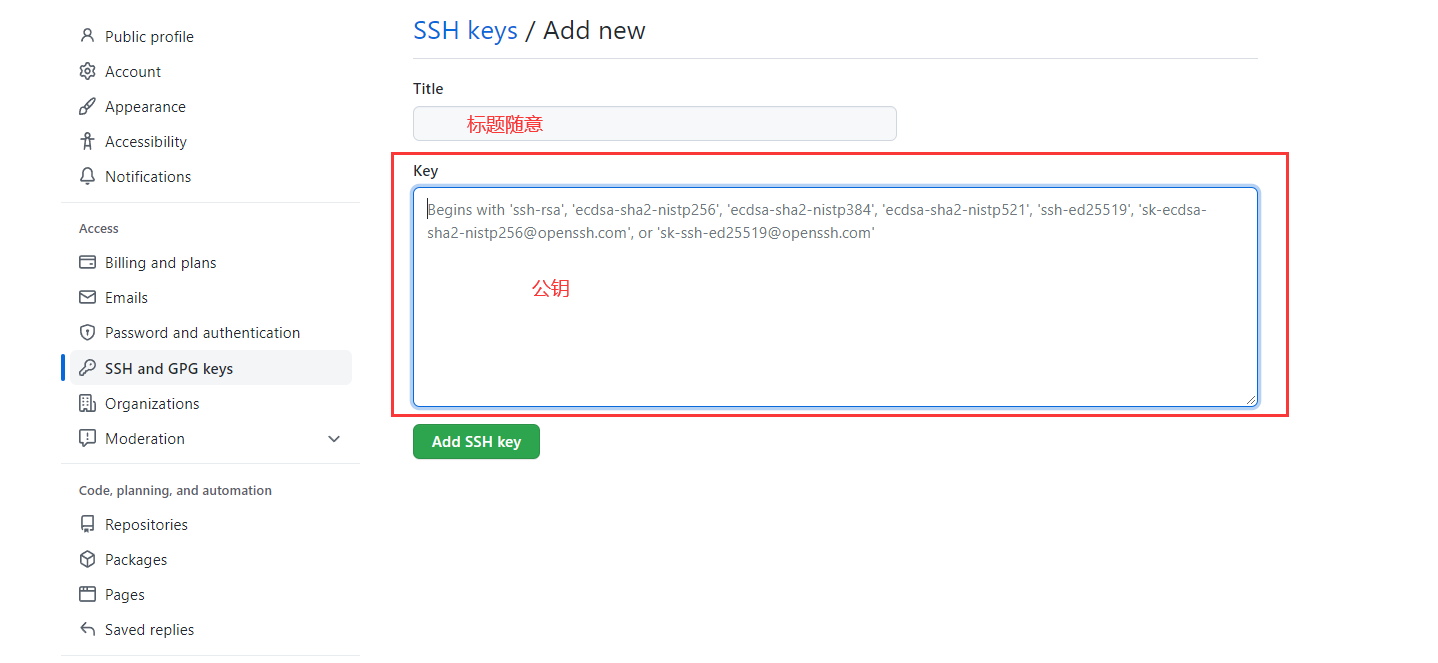 Public profile
Account
Appearance
Accessibility
Notifications
Access
Billing and plans
Emails
Password and authentication
SSH and GPG keys
Organizations
Moderation
Code, planning, and automation
Repositories
Packages
Pages
Saved replies
SSH keys / Add new
Title
标题随意
Key
Begins with 'ssh-rsa', 'ecdsa-sha2-nistp256', 'ecdsa-sha2-nistp384', 'ecdsa-sha2-nistp521', 'ssh-ed25519', 'sk-ecdsa-
sha2-nistp256@openssh.com', or 'sk-ssh-ed25519@openssh.com'
公钥
Add SSH key